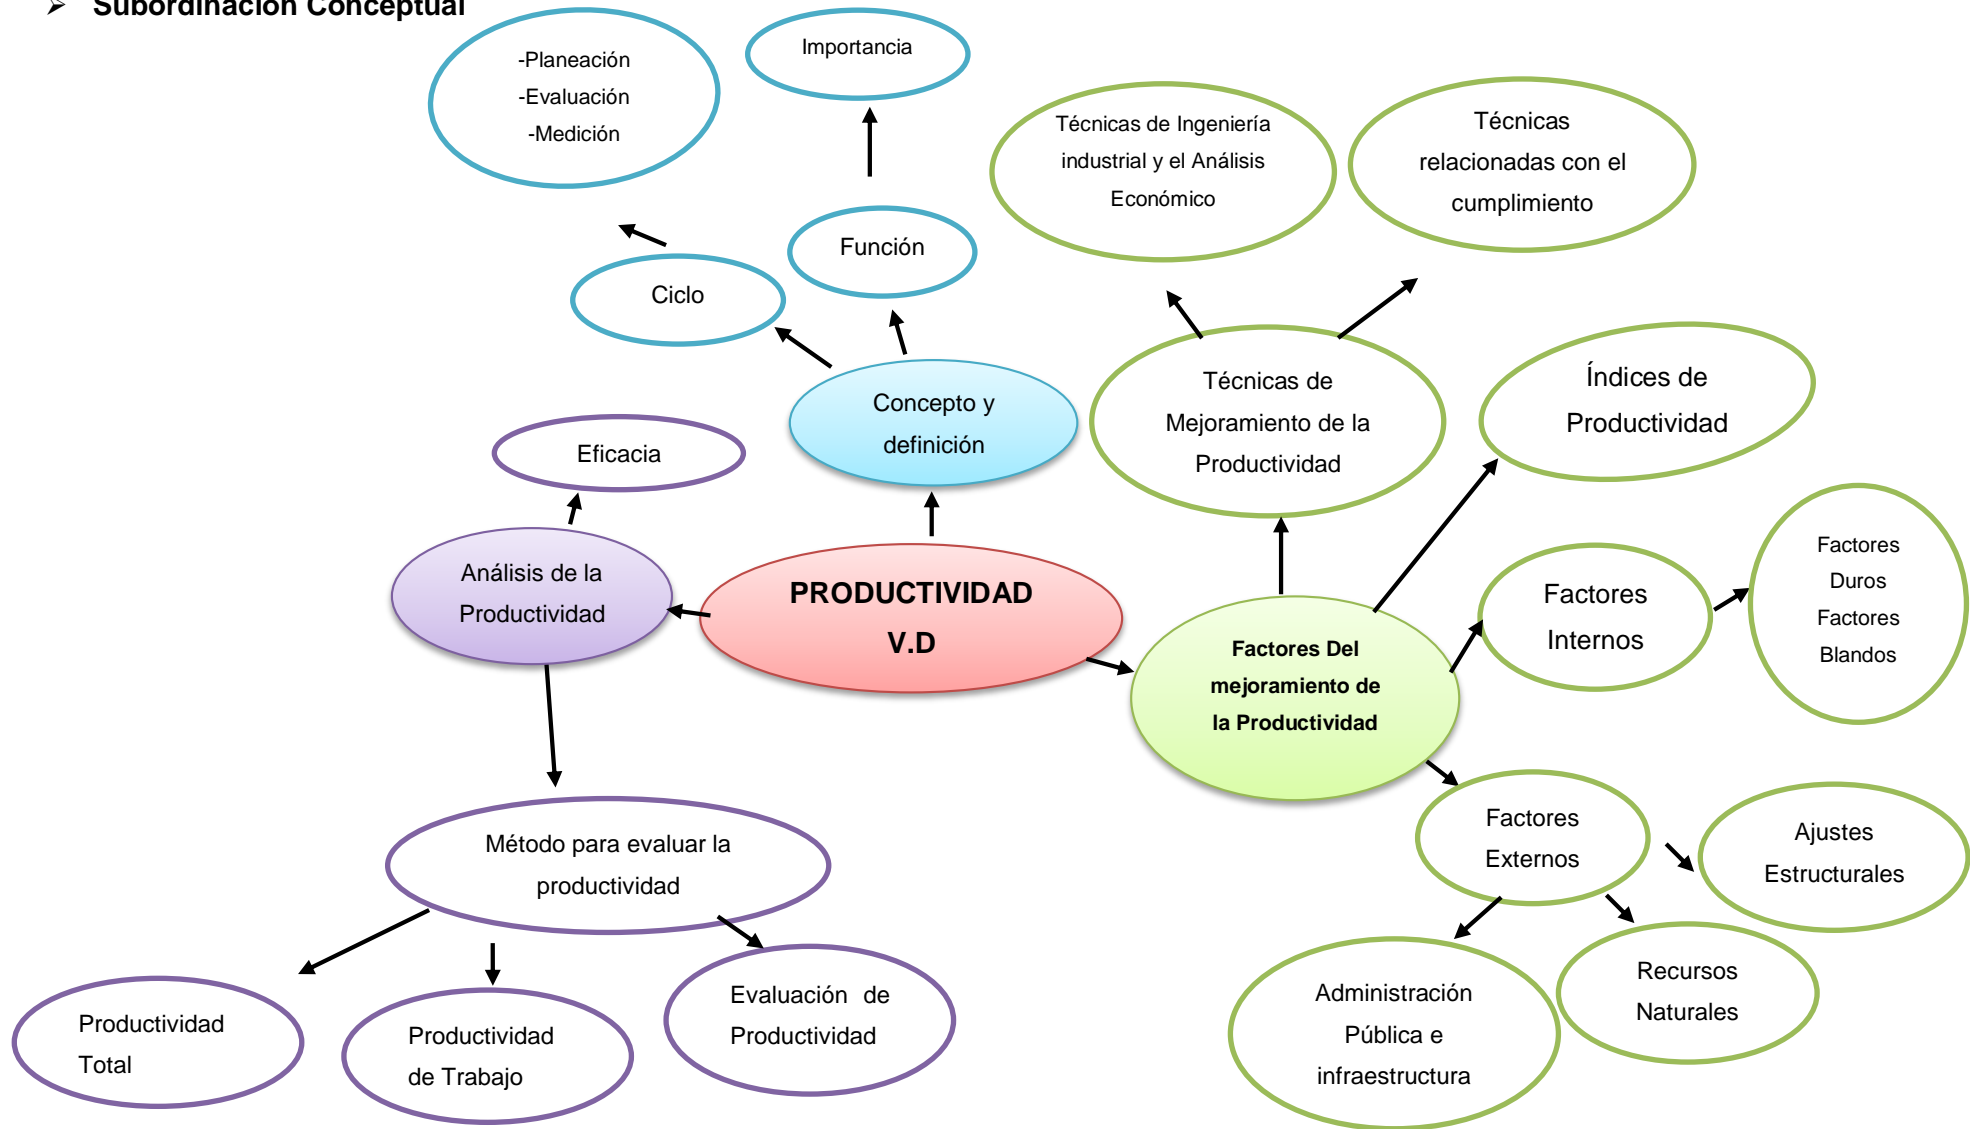 ➢ Subordinación Conceptual
-Planeación
-Evaluación
-Medición
Importancia
Técnicas de Ingeniería
industrial y el Análisis
Económico
Técnicas
relacionadas con el
cumplimiento
Función
Ciclo
Concepto y
definición
Técnicas de
Mejoramiento de la
Productividad
Índices de
Productividad
Eficacia
Análisis de la
Productividad
PRODUCTIVIDAD
V.D
Factores Del
mejoramiento de
la Productividad
Factores
Internos
Factores
Duros
Factores
Blandos
Método para evaluar la
productividad
Factores
Externos
Ajustes
Estructurales
Productividad
Total
Productividad
de Trabajo
Evaluación de
Productividad
Administración
Pública e
infraestructura
Recursos
Naturales